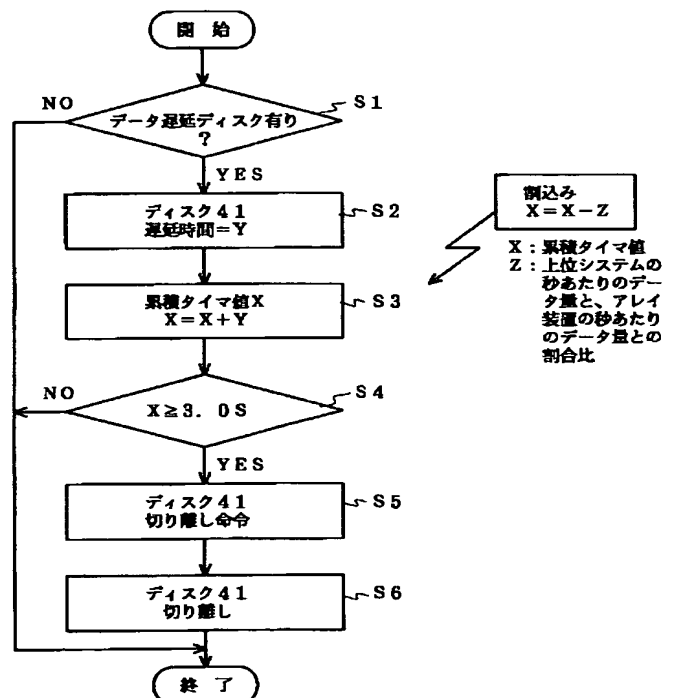 開 始
NO
データ遅延ディスク有り
?
S1
YES
ディスク41
遅延時間=Y
S2
割込み
X=X-Z
X:累積タイマ値
Z:上位システムの
秒あたりのデー
タ量と、アレイ
装置の秒あたり
のデータ量との
割合比
累積タイマ値X
X=X+Y
S3
NO
X≧3.0S
S4
YES
ディスク41
切り離し命令
S5
ディスク41
切り離し
S6
終 了